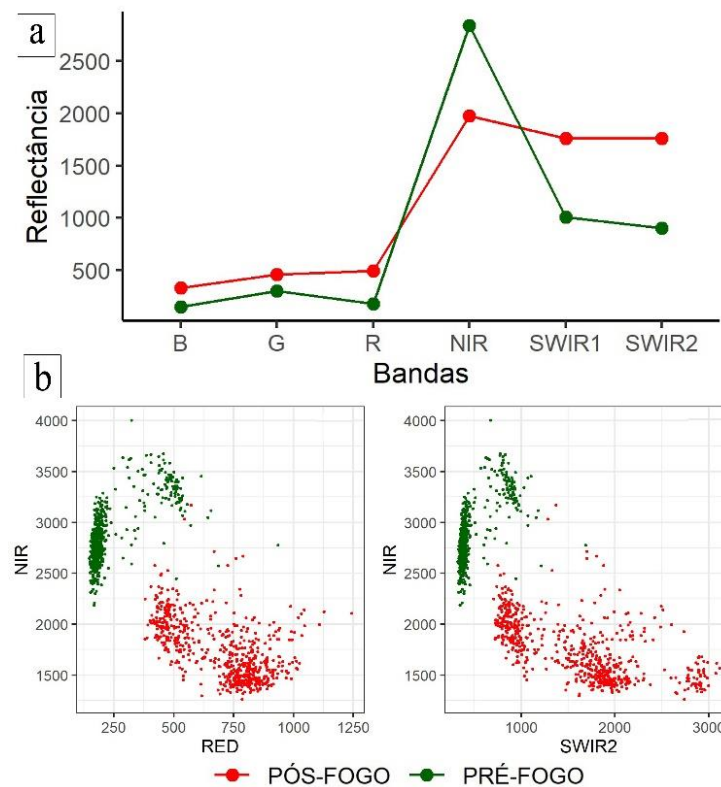 a
Reflectância
2500
2000
1500
1000
500
B G R NIR SWIR1 SWIR2
Bandas
b
NIR
4000
3500
3000
2500
2000
1500
250 500 750 1000 1250
RED
NIR
4000
3500
3000
2500
2000
1500
1000 2000 3000
SWIR2
PÓS-FOGO PRÉ-FOGO